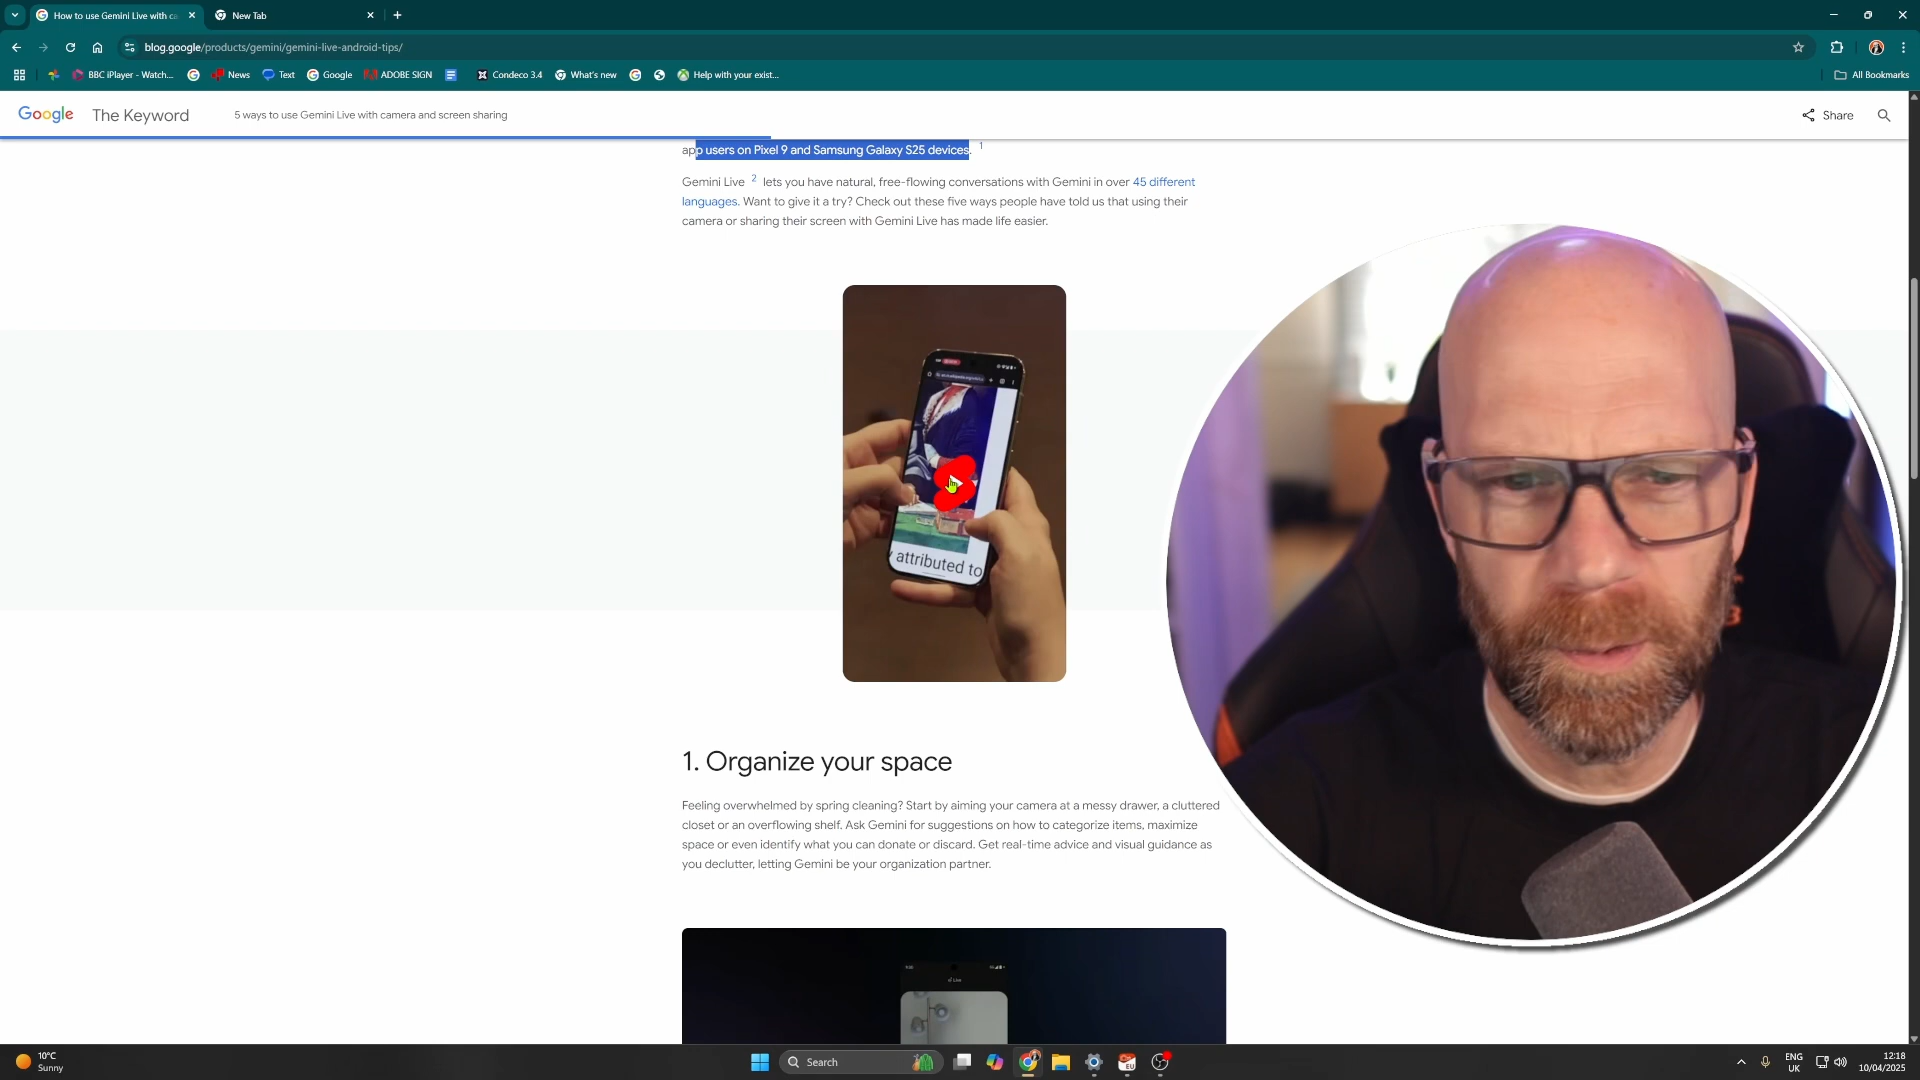 How to use Gemini Live with ca
New Tab
blog.google/products/gemini/gemini-live-android-tips/
BBC iPlayer - Watch...
News
Text
Google
ADOBE SIGN
Condeco 3.4
What's new
Help with your exist...
All Bookmarks
Google The Keyword
5 ways to use Gemini Live with camera and screen sharing
Share
app users on Pixel 9 and Samsung Galaxy S25 devices. 1
Gemini Live 2 lets you have natural, free-flowing conversations with Gemini in over 45 different
languages. Want to give it a try? Check out these five ways people have told us that using their
camera or sharing their screen with Gemini Live has made life easier.
attributed to
1. Organize your space
Feeling overwhelmed by spring cleaning? Start by aiming your camera at a messy drawer, a cluttered
closet or an overflowing shelf. Ask Gemini for suggestions on how to categorize items, maximize
space or even identify what you can donate or discard. Get real-time advice and visual guidance as
you declutter, letting Gemini be your organization partner.
Live
10°C
Sunny
Search
EU
ENG
UK
12:18
10/04/2025